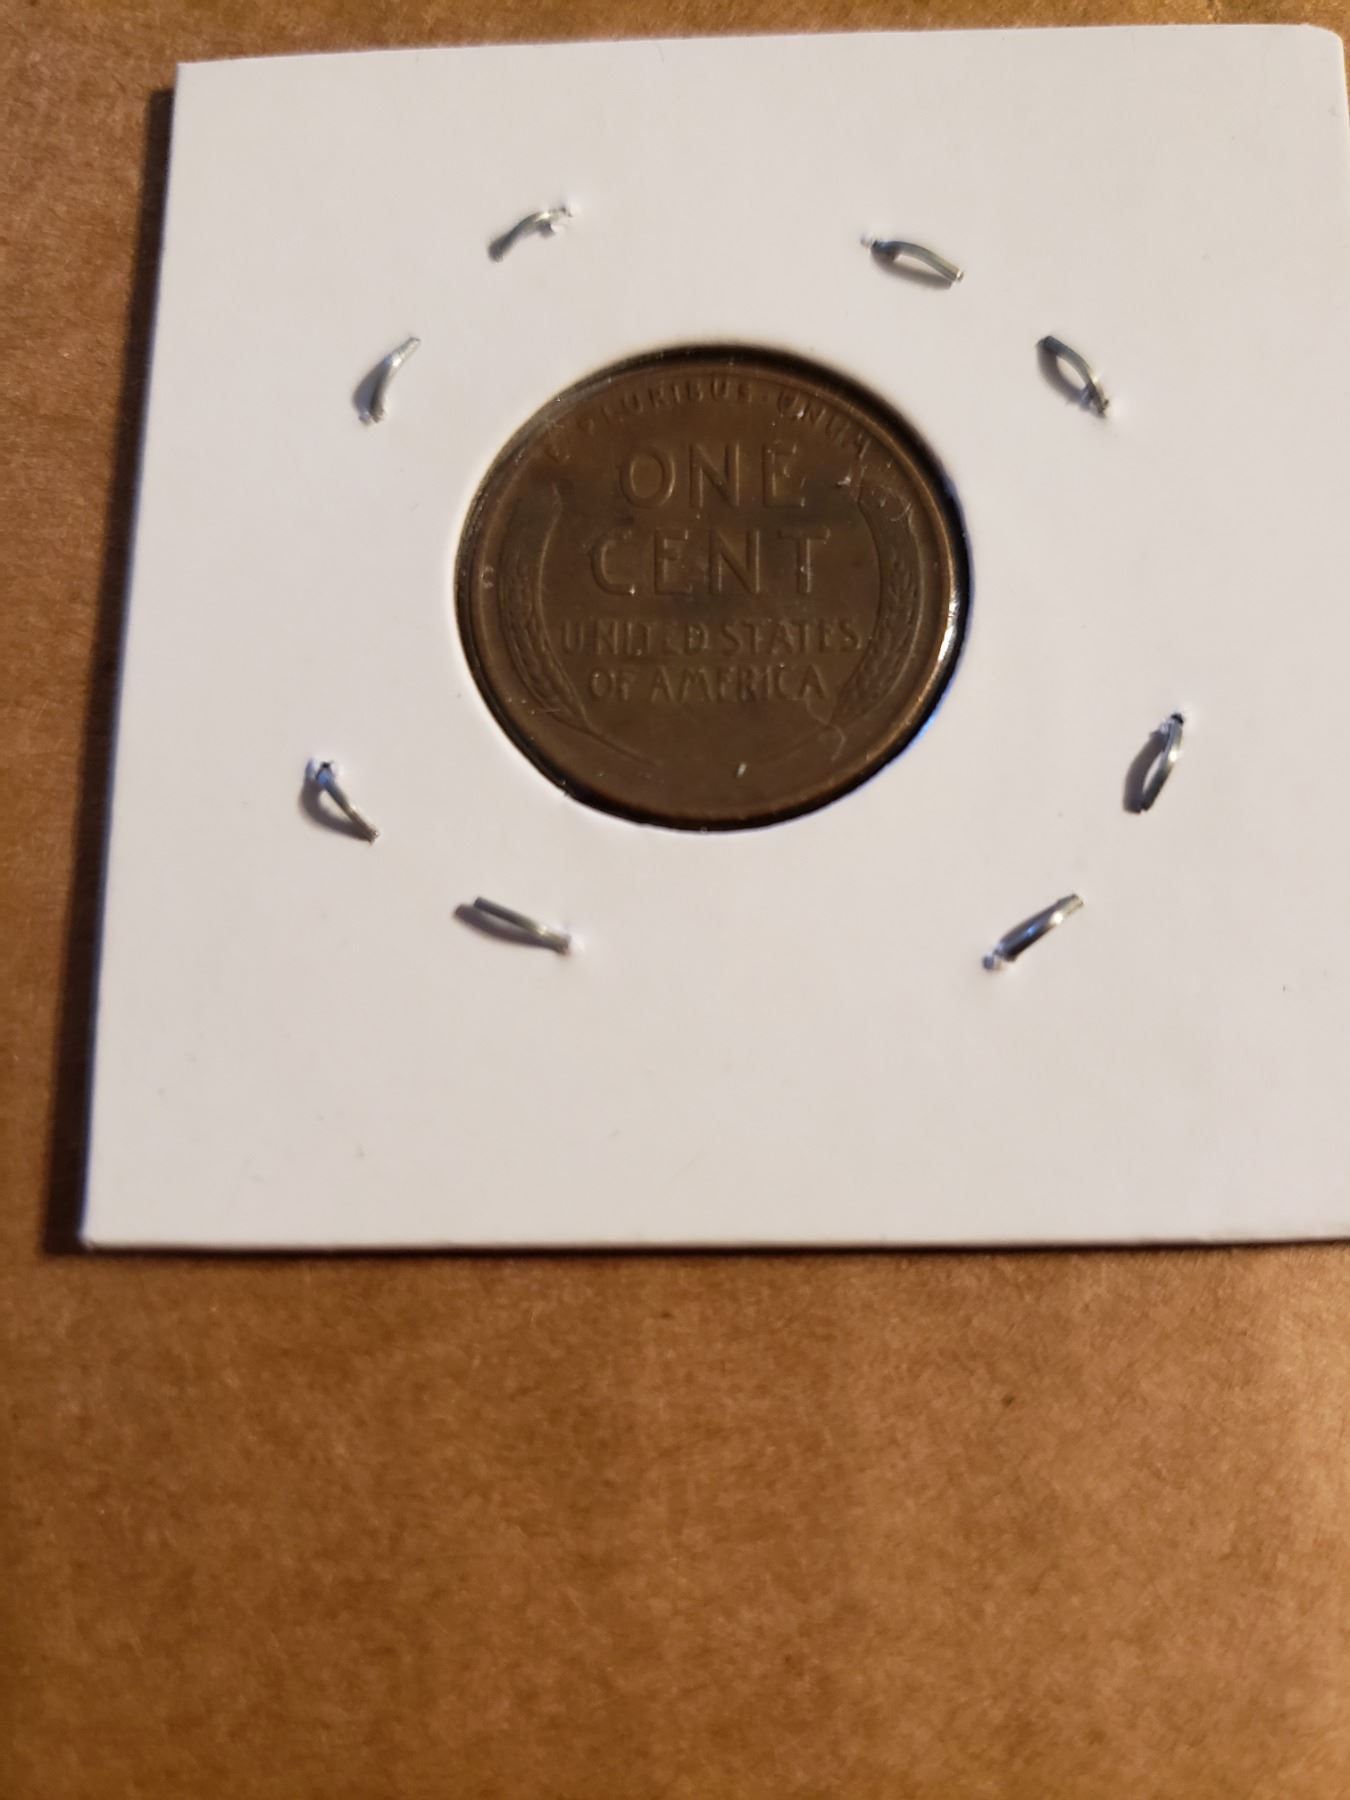 E PLURIBUS·UNUM
ONE
CENT
UNITED STATES
OF AMERICA